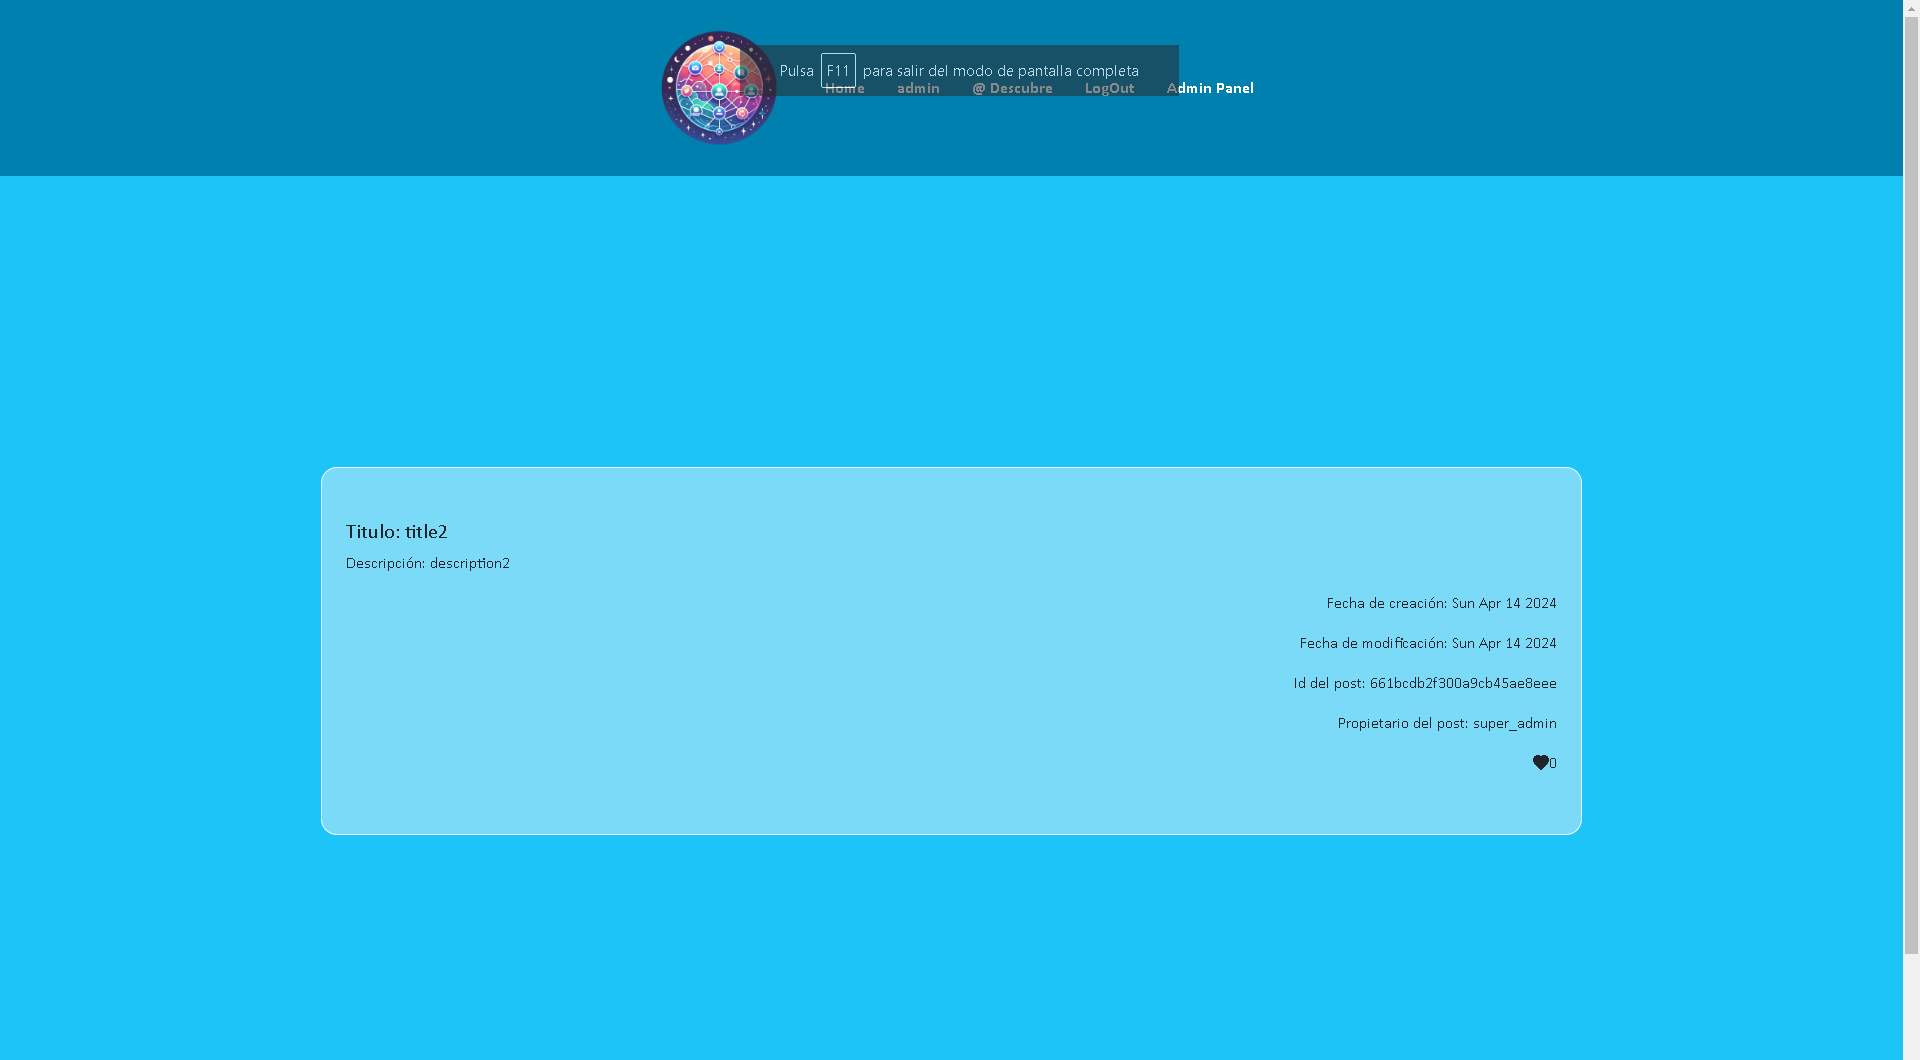 Pulsa F11 para salir del modo de pantalla completa
Home admin @ Descubre LogOut Admin Panel
Titulo: title2
Descripción: description2
Fecha de creación: Sun Apr 14 2024
Fecha de modificación: Sun Apr 14 2024
Id del post: 661bcdb2f300a9cb45ae8eee
Propietario del post: super_admin
0